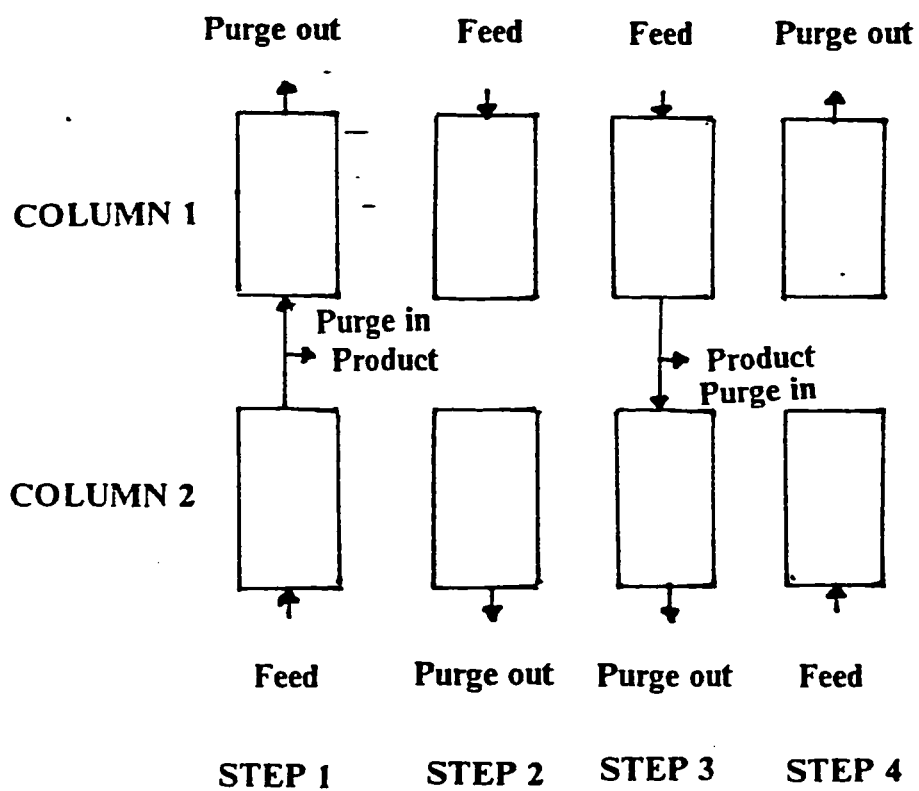 Purge out Feed Feed Purge out
COLUMN 1
Purge in
Product
Product
Purge in
COLUMN 2
Feed Purge out Purge out Feed
STEP 1 STEP 2 STEP 3 STEP 4